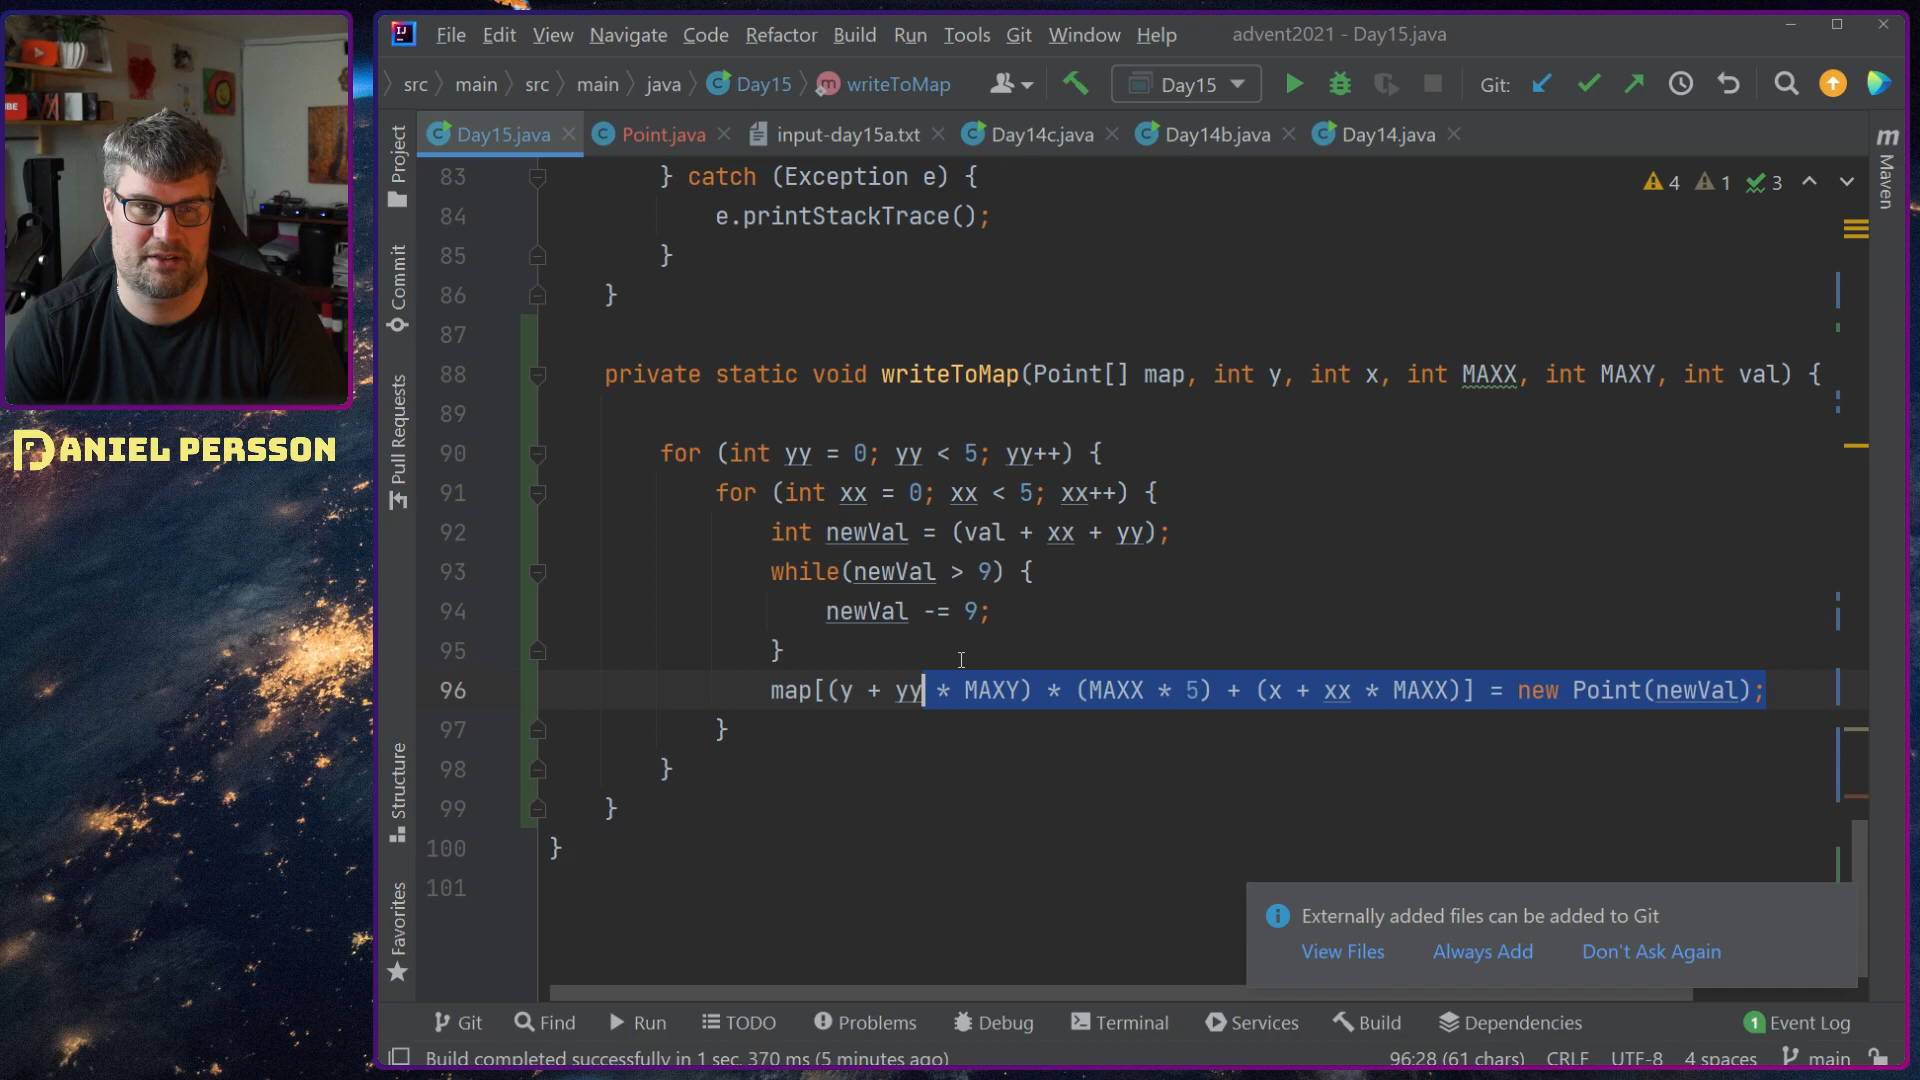 File Edit View Navigate Code Refactor Build Run Tools Git Window Help advent2021 - Day15.java
src main src main java Day15 writeToMap Day15 Git:
Day15.java Point.java input-day15a.txt Day14c.java Day14b.java Day14.java
83 } catch (Exception e) {
84 e.printStackTrace();
85 }
86 }
87
88 private static void writeToMap(Point[] map, int y, int x, int MAXX, int MAXY, int val) {
89
90 for (int yy = 0; yy < 5; yy++) {
91 for (int xx = 0; xx < 5; xx++) {
92 int newVal = (val + xx + yy);
93 while(newVal > 9) {
94 newVal -= 9;
95 }
96 map[(y + yy * MAXY) * (MAXX * 5) + (x + xx * MAXX)] = new Point(newVal);
97 }
98 }
99 }
100 }
101
4 1 3
Project
Commit
Pull Requests
Structure
Favorites
m
Maven
DANIEL PERSSON
Externally added files can be added to Git
View Files Always Add Don't Ask Again
Git Find Run TODO Problems Debug Terminal Services Build Dependencies 1 Event Log
Build completed successfully in 1 sec, 370 ms (5 minutes ago) 96:28 (61 chars) CRLF UTF-8 4 spaces main